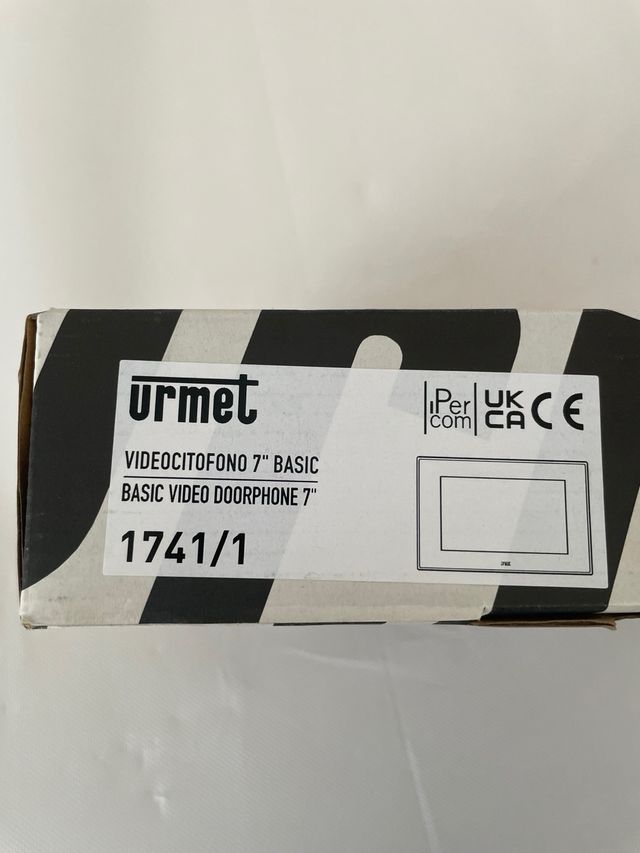 urmet
iPer
com
UK
CA
CE
VIDEOCITOFONO 7" BASIC
BASIC VIDEO DOORPHONE 7"
1741/1